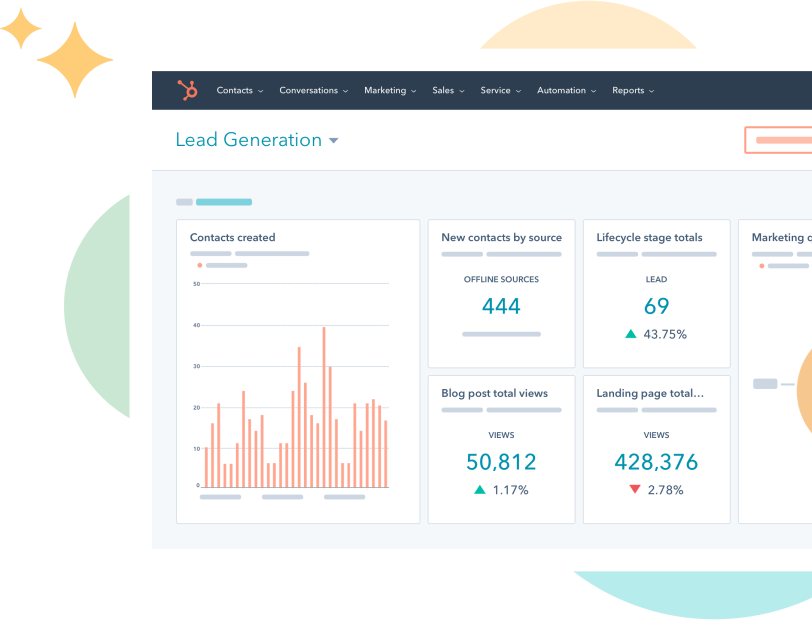 Contacts
Conversations
Marketing
Sales
Service
Automation
Reports
Lead Generation
Contacts created
50
40
30
20
10
0
New contacts by source
OFFLINE SOURCES
444
Lifecycle stage totals
LEAD
69
43.75%
Marketing
Blog post total views
VIEWS
50,812
1.17%
Landing page total...
VIEWS
428,376
2.78%